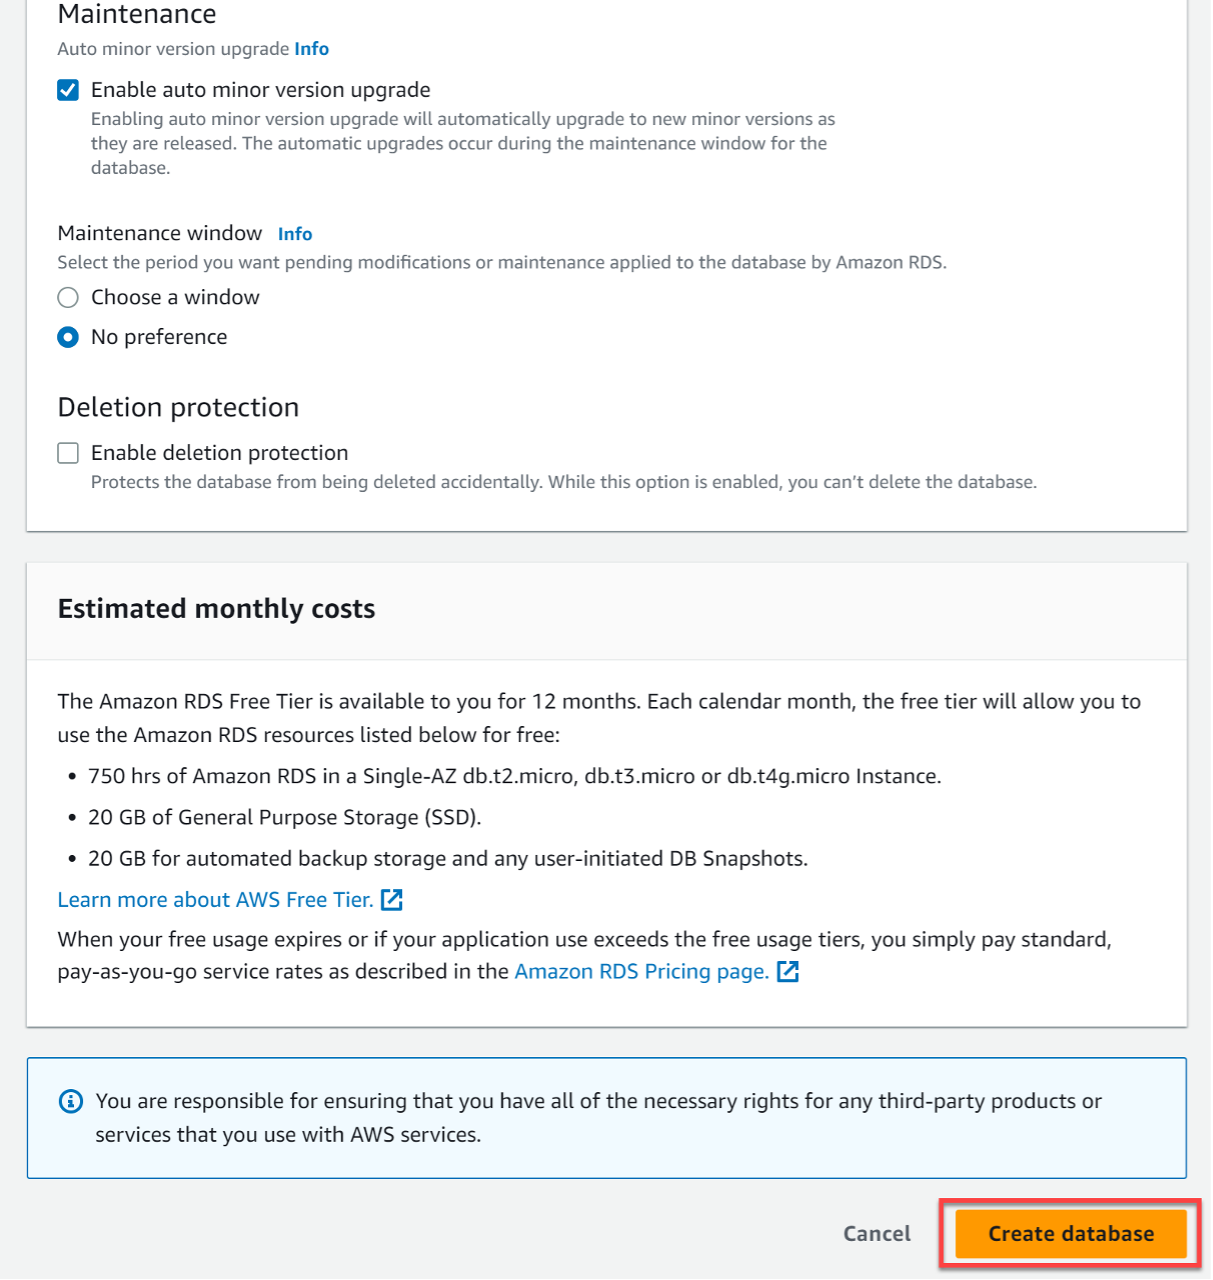 Maintenance
Auto minor version upgrade Info
Enable auto minor version upgrade
Enabling auto minor version upgrade will automatically upgrade to new minor versions as
they are released. The automatic upgrades occur during the maintenance window for the
database.
Maintenance window Info
Select the period you want pending modifications or maintenance applied to the database by Amazon RDS.
Choose a window
No preference
Deletion protection
Enable deletion protection
Protects the database from being deleted accidentally. While this option is enabled, you can't delete the database.
Estimated monthly costs
The Amazon RDS Free Tier is available to you for 12 months. Each calendar month, the free tier will allow you to
use the Amazon RDS resources listed below for free:
• 750 hrs of Amazon RDS in a Single-AZ db.t2.micro, db.t3.micro or db.t4g.micro Instance.
• 20 GB of General Purpose Storage (SSD).
• 20 GB for automated backup storage and any user-initiated DB Snapshots.
Learn more about AWS Free Tier.
When your free usage expires or if your application use exceeds the free usage tiers, you simply pay standard,
pay-as-you-go service rates as described in the Amazon RDS Pricing page.
You are responsible for ensuring that you have all of the necessary rights for any third-party products or
services that you use with AWS services.
Cancel Create database